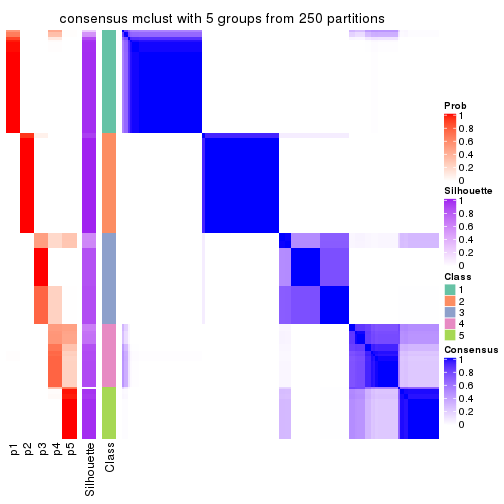 consensus mclust with 5 groups from 250 partitions
Prob
1
0.8
0.6
0.4
0.2
0
Silhouette
1
0.8
0.6
0.4
0.2
0
Class
1
2
3
4
5
Consensus
1
0.8
0.6
0.4
0.2
0
p1
p2
p3
p4
p5
Silhouette
Class